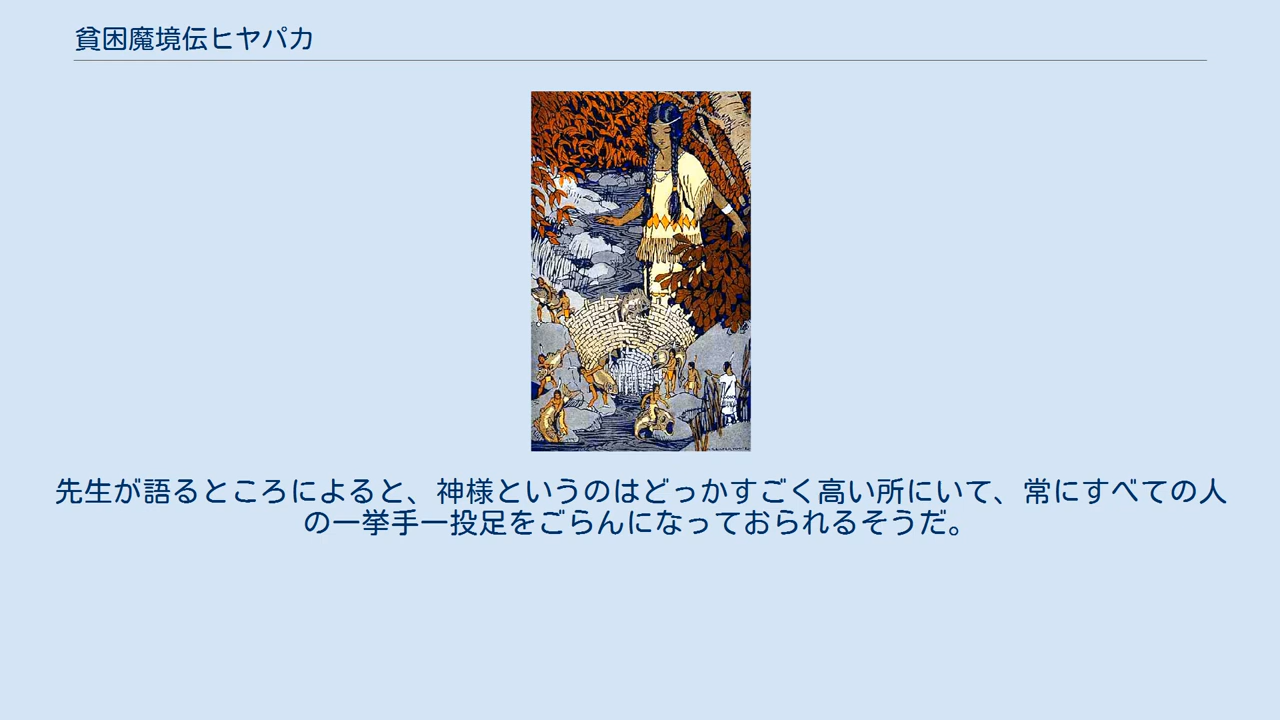 貧困魔境伝ヒヤパカ
先生が語るところによると、神様というのはどっかすごく高い所にいて、常にすべての人
の一挙手一投足をごらんになっておられるそうだ。